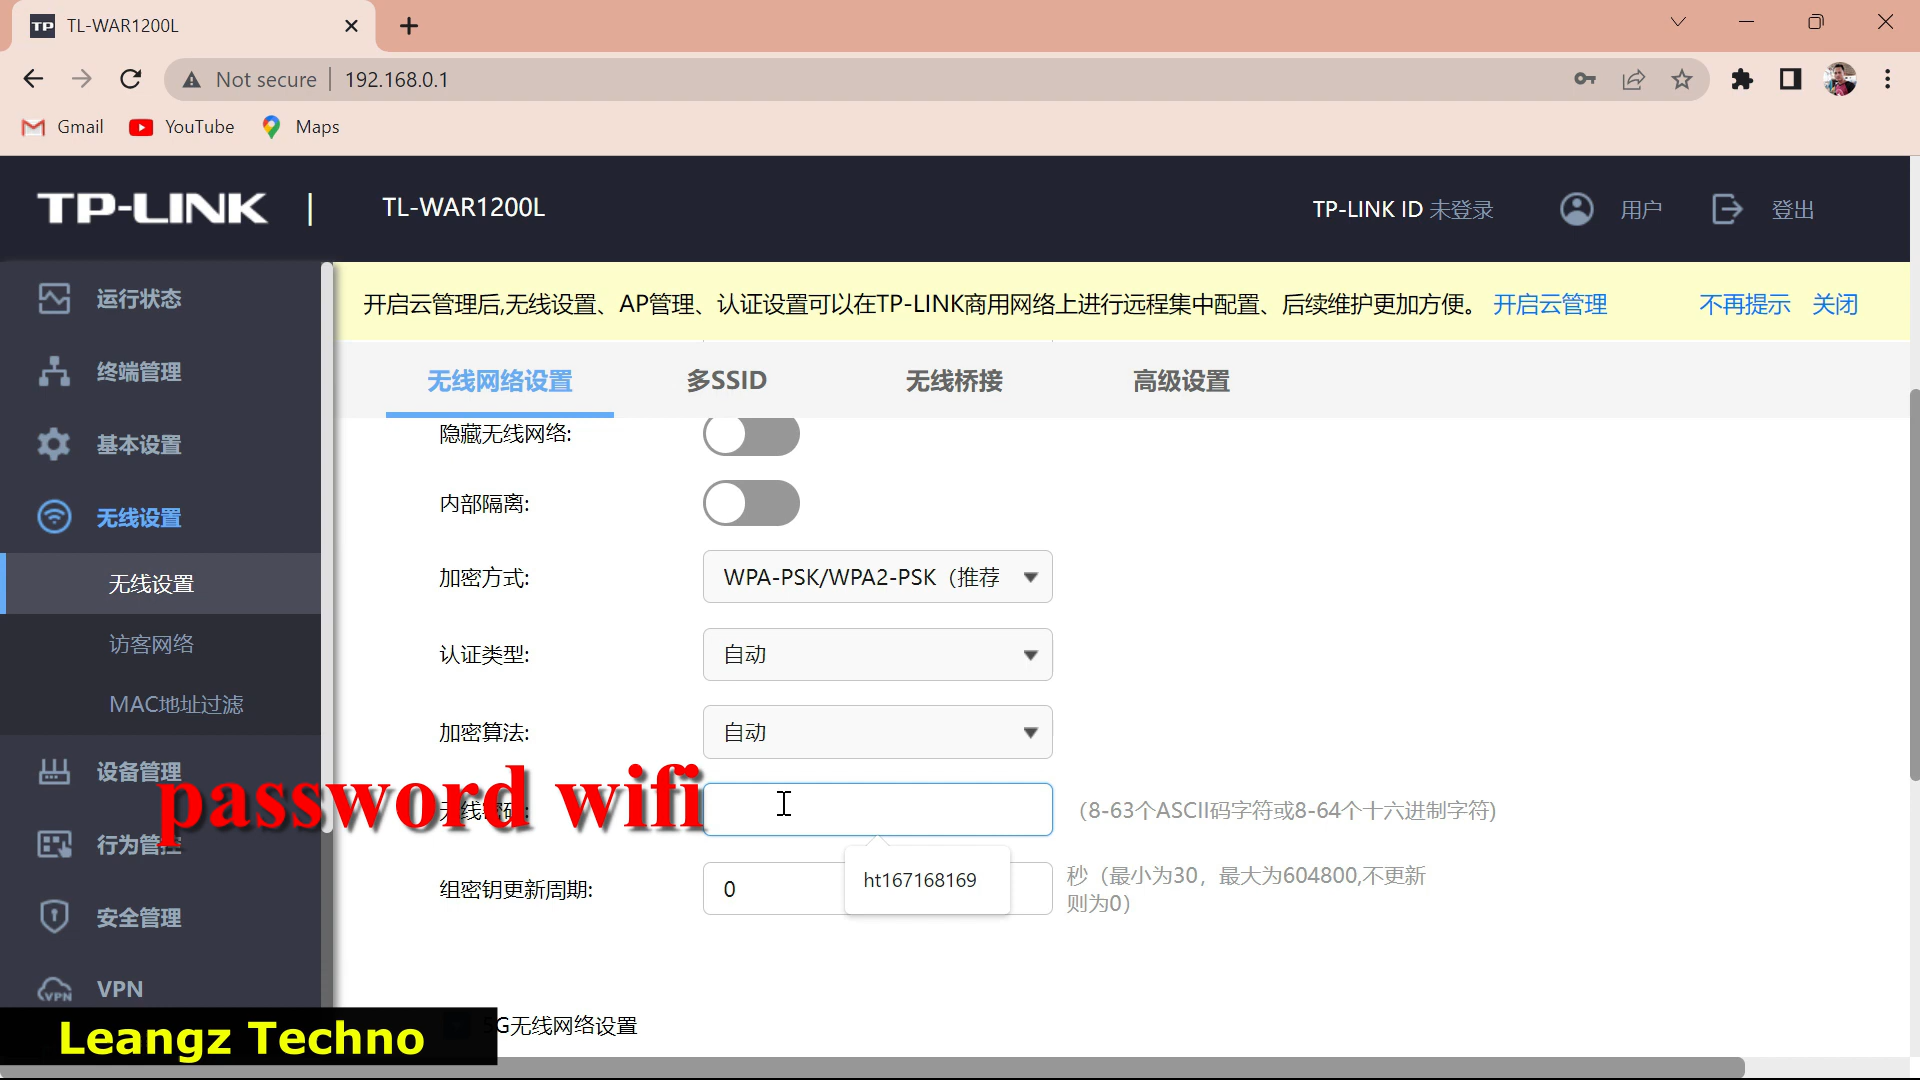 TP TL-WAR1200L
Not secure 192.168.0.1
Gmail YouTube Maps
TP-LINK | TL-WAR1200L TP-LINK ID 未登录 用户 登出
开启云管理后,无线设置、AP管理、认证设置可以在TP-LINK商用网络上进行远程集中配置、后续维护更加方便。 开启云管理 不再提示 关闭
运行状态
终端管理
基本设置
无线设置
无线设置
访客网络
MAC地址过滤
设备管理
行为管控
安全管理
VPN
无线网络设置 多SSID 无线桥接 高级设置
隐藏无线网络:
内部隔离:
加密方式: WPA-PSK/WPA2-PSK（推荐
认证类型: 自动
加密算法: 自动
无线密码: （8-63个ASCII码字符或8-64个十六进制字符)
password wifi
ht167168169
组密钥更新周期: 0 秒（最小为30，最大为604800,不更新
则为0）
5G无线网络设置
Leangz Techno